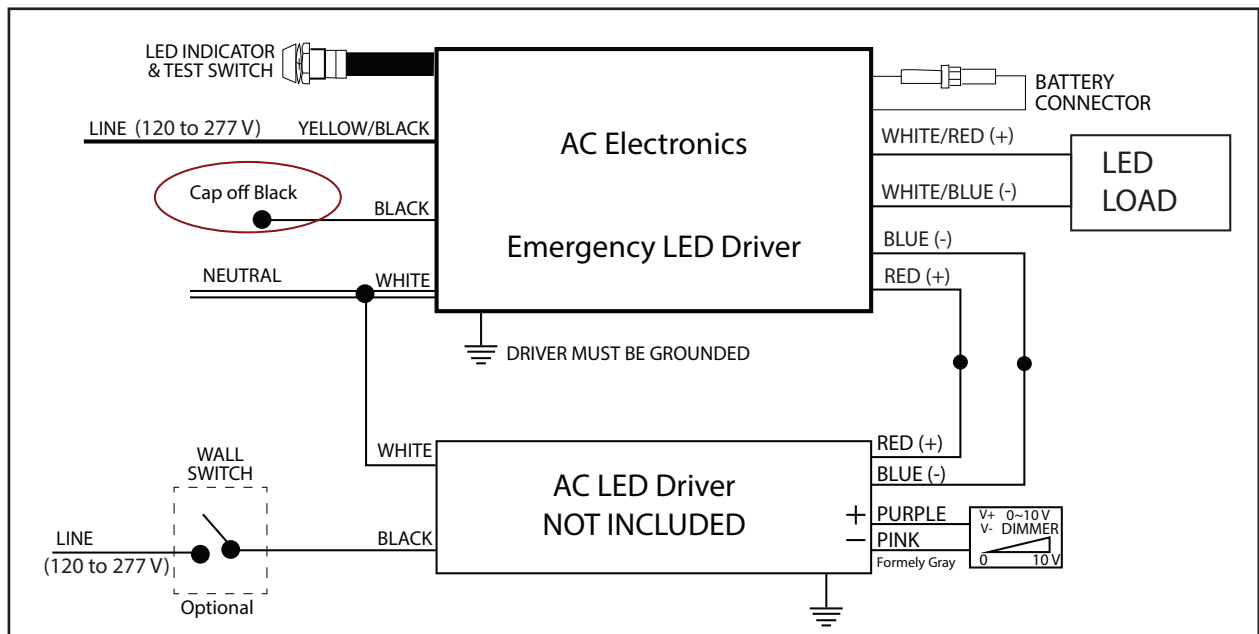 LED INDICATOR
& TEST SWITCH
BATTERY
CONNECTOR
LINE (120 to 277 V)
YELLOW/BLACK
AC Electronics
Emergency LED Driver
WHITE/RED (+)
WHITE/BLUE (-)
LED
LOAD
Cap off Black
BLACK
BLUE (-)
RED (+)
NEUTRAL
WHITE
DRIVER MUST BE GROUNDED
WHITE
AC LED Driver
NOT INCLUDED
RED (+)
BLUE (-)
WALL
SWITCH
LINE
(120 to 277 V)
Optional
BLACK
+ PURPLE
− PINK
Formely Gray
V+ 0~10 V
V- DIMMER
0 10 V